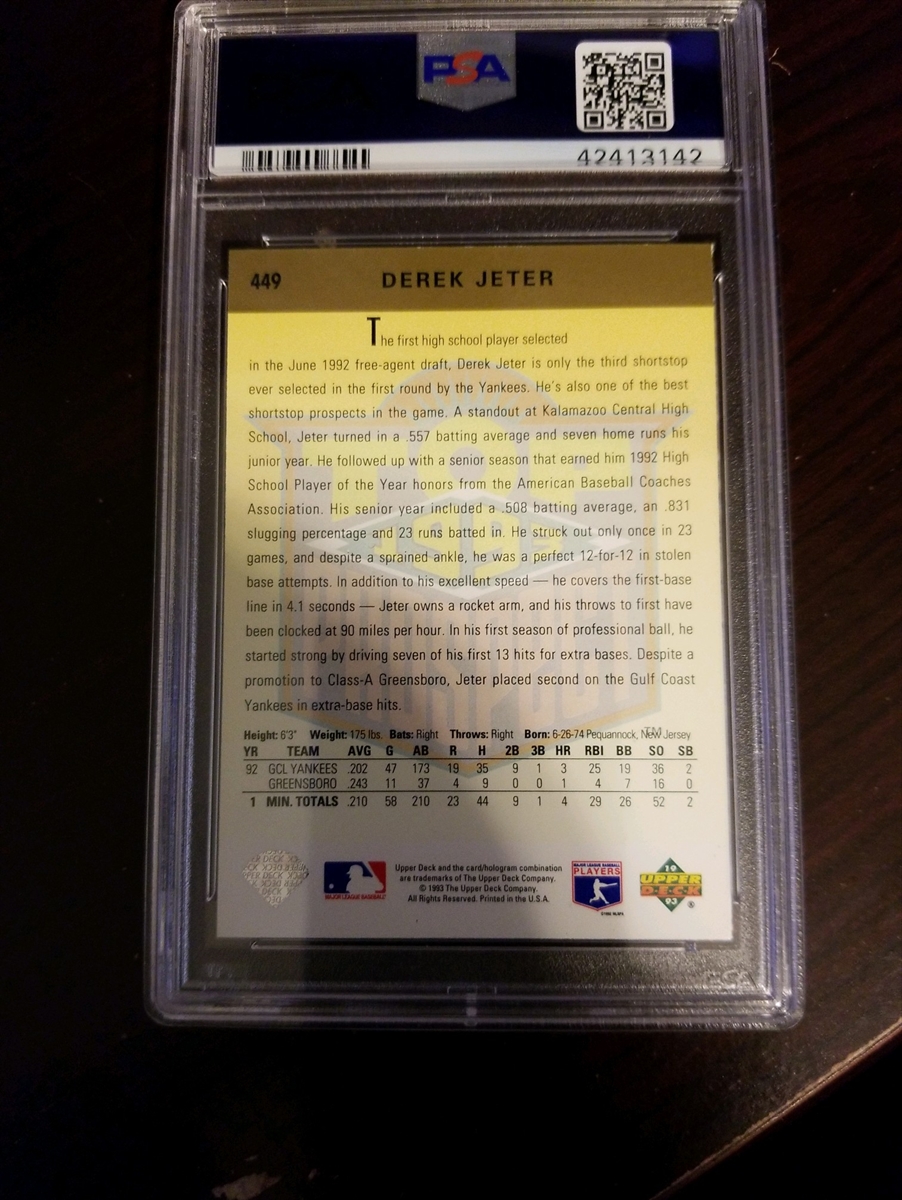 PSA
42413142
449 DEREK JETER
The first high school player selected
in the June 1992 free-agent draft, Derek Jeter is only the third shortstop
ever selected in the first round by the Yankees. He's also one of the best
shortstop prospects in the game. A standout at Kalamazoo Central High
School, Jeter turned in a .557 batting average and seven home runs his
junior year. He followed up with a senior season that earned him 1992 High
School Player of the Year honors from the American Baseball Coaches
Association. His senior year included a .508 batting average, an .831
slugging percentage and 23 runs batted in. He struck out only once in 23
games, and despite a sprained ankle, he was a perfect 12-for-12 in stolen
base attempts. In addition to his excellent speed — he covers the first-base
line in 4.1 seconds — Jeter owns a rocket arm, and his throws to first have
been clocked at 90 miles per hour. In his first season of professional ball, he
started strong by driving seven of his first 13 hits for extra bases. Despite a
promotion to Class-A Greensboro, Jeter placed second on the Gulf Coast
Yankees in extra-base hits.
TOP
PROSPECT
TM
Height: 6'3" Weight: 175 lbs. Bats: Right Throws: Right Born: 6-26-74 Pequannock, New Jersey
YR TEAM AVG G AB R H 2B 3B HR RBI BB SO SB
92 GCL YANKEES .202 47 173 19 35 9 1 3 25 19 36 2
GREENSBORO .243 11 37 4 9 0 0 1 4 7 16 0
1 MIN. TOTALS .210 58 210 23 44 9 1 4 29 26 52 2
MAJOR LEAGUE BASEBALL
Upper Deck and the card/hologram combination
are trademarks of The Upper Deck Company.
© 1993 The Upper Deck Company.
All Rights Reserved. Printed in the U.S.A.
MAJOR LEAGUE BASEBALL
PLAYERS
19
UPPER
DECK
93
®